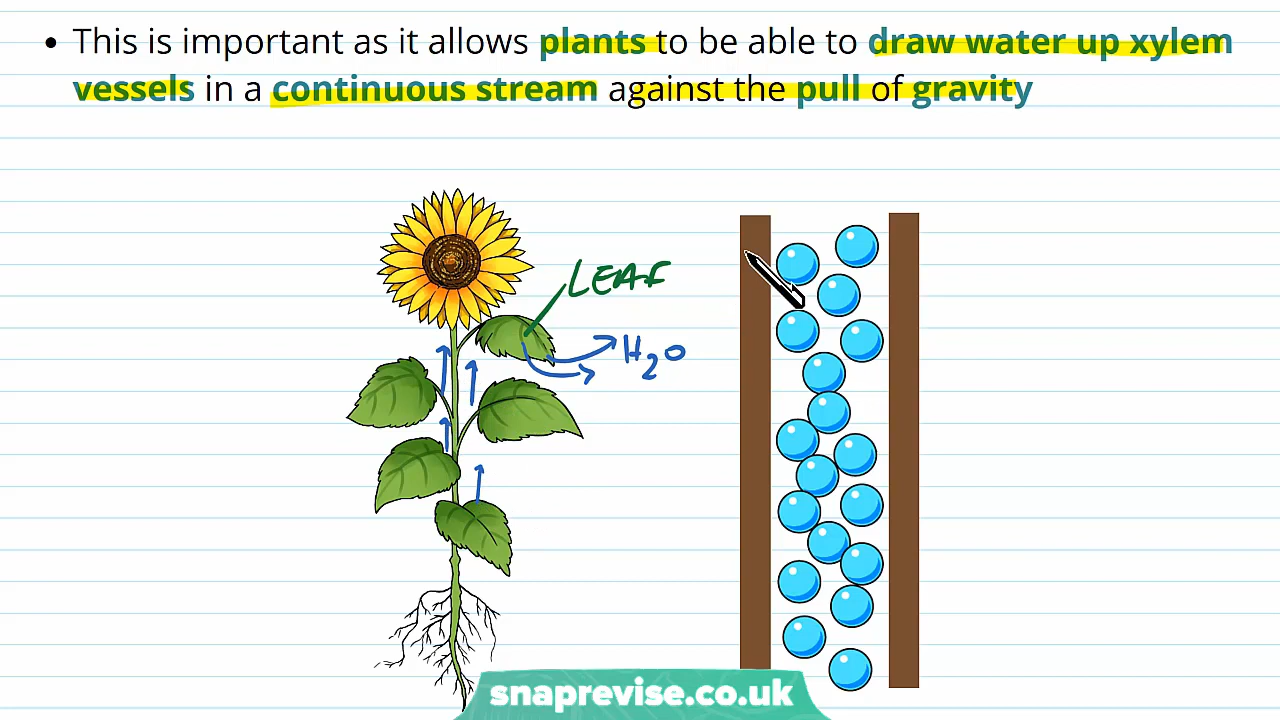 • This is important as it allows plants to be able to draw water up xylem
vessels in a continuous stream against the pull of gravity
LEAF
H₂O
snaprevise.co.uk